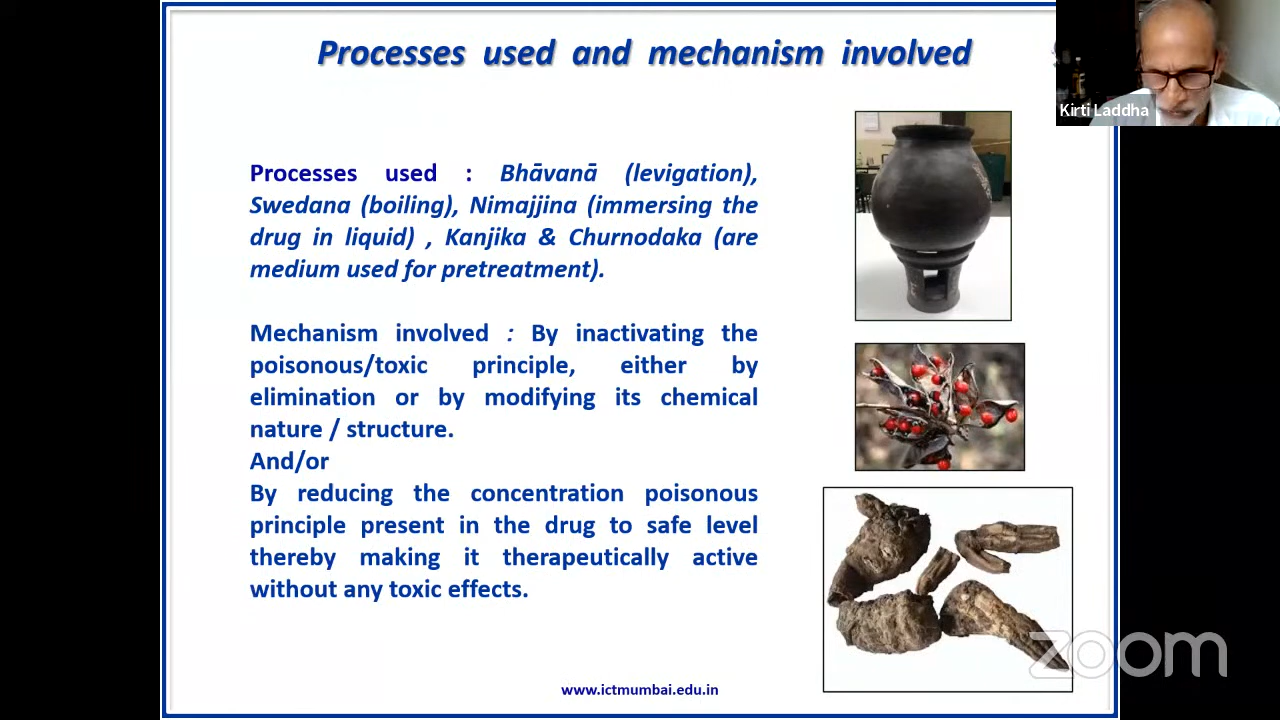 Processes used and mechanism involved
Kirti Laddha
Processes used : Bhāvanā (levigation),
Swedana (boiling), Nimajjina (immersing the
drug in liquid) , Kanjika & Churnodaka (are
medium used for pretreatment).
Mechanism involved : By inactivating the
poisonous/toxic principle, either by
elimination or by modifying its chemical
nature / structure.
And/or
By reducing the concentration poisonous
principle present in the drug to safe level
thereby making it therapeutically active
without any toxic effects.
zoom
www.ictmumbai.edu.in